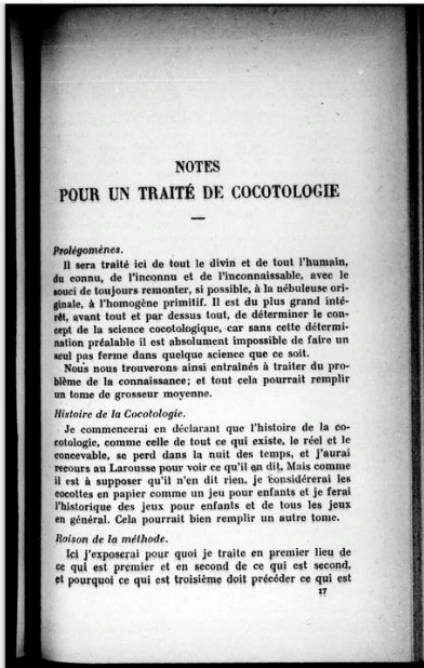 NOTES
POUR UN TRAITÉ DE COCOTOLOGIE
Prolégomènes.
Il sera traité ici de tout le divin et de tout l'humain,
du connu, de l'inconnu et de l'inconnaissable, avec le
souci de toujours remonter, si possible, à la nébuleuse ori-
ginale, à l'homogène primitif. Il est du plus grand inté-
rêt, avant tout et par dessus tout, de déterminer le con-
cept de la science cocotologique, car sans cette détermi-
nation préalable il est absolument impossible de faire un
seul pas ferme dans quelque science que ce soit.
Nous nous trouverons ainsi entraînés à traiter du pro-
blème de la connaissance; et tout cela pourrait remplir
un tome de grosseur moyenne.
Histoire de la Cocotologie.
Je commencerai en déclarant que l'histoire de la co-
cotologie, comme celle de tout ce qui existe, le réel et le
concevable, se perd dans la nuit des temps, et j'aurai
recours au Larousse pour voir ce qu'il en dit. Mais comme
il est à supposer qu'il n'en dit rien, je considérerai les
cocottes en papier comme un jeu pour enfants et je ferai
l'historique des jeux pour enfants et de tous les jeux
en général. Cela pourrait bien remplir un autre tome.
Raison de la méthode.
Ici j'exposerai pour quoi je traite en premier lieu de
ce qui est premier et en second de ce qui est second,
et pourquoi ce qui est troisième doit précéder ce qui est
17